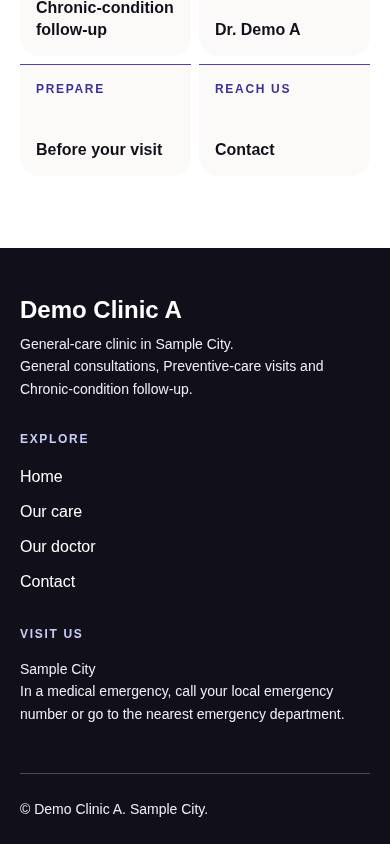 Chronic-condition
follow-up
Dr. Demo A
PREPARE
Before your visit
REACH US
Contact
Demo Clinic A
General-care clinic in Sample City.
General consultations, Preventive-care visits and
Chronic-condition follow-up.
EXPLORE
Home
Our care
Our doctor
Contact
VISIT US
Sample City
In a medical emergency, call your local emergency
number or go to the nearest emergency department.
© Demo Clinic A. Sample City.